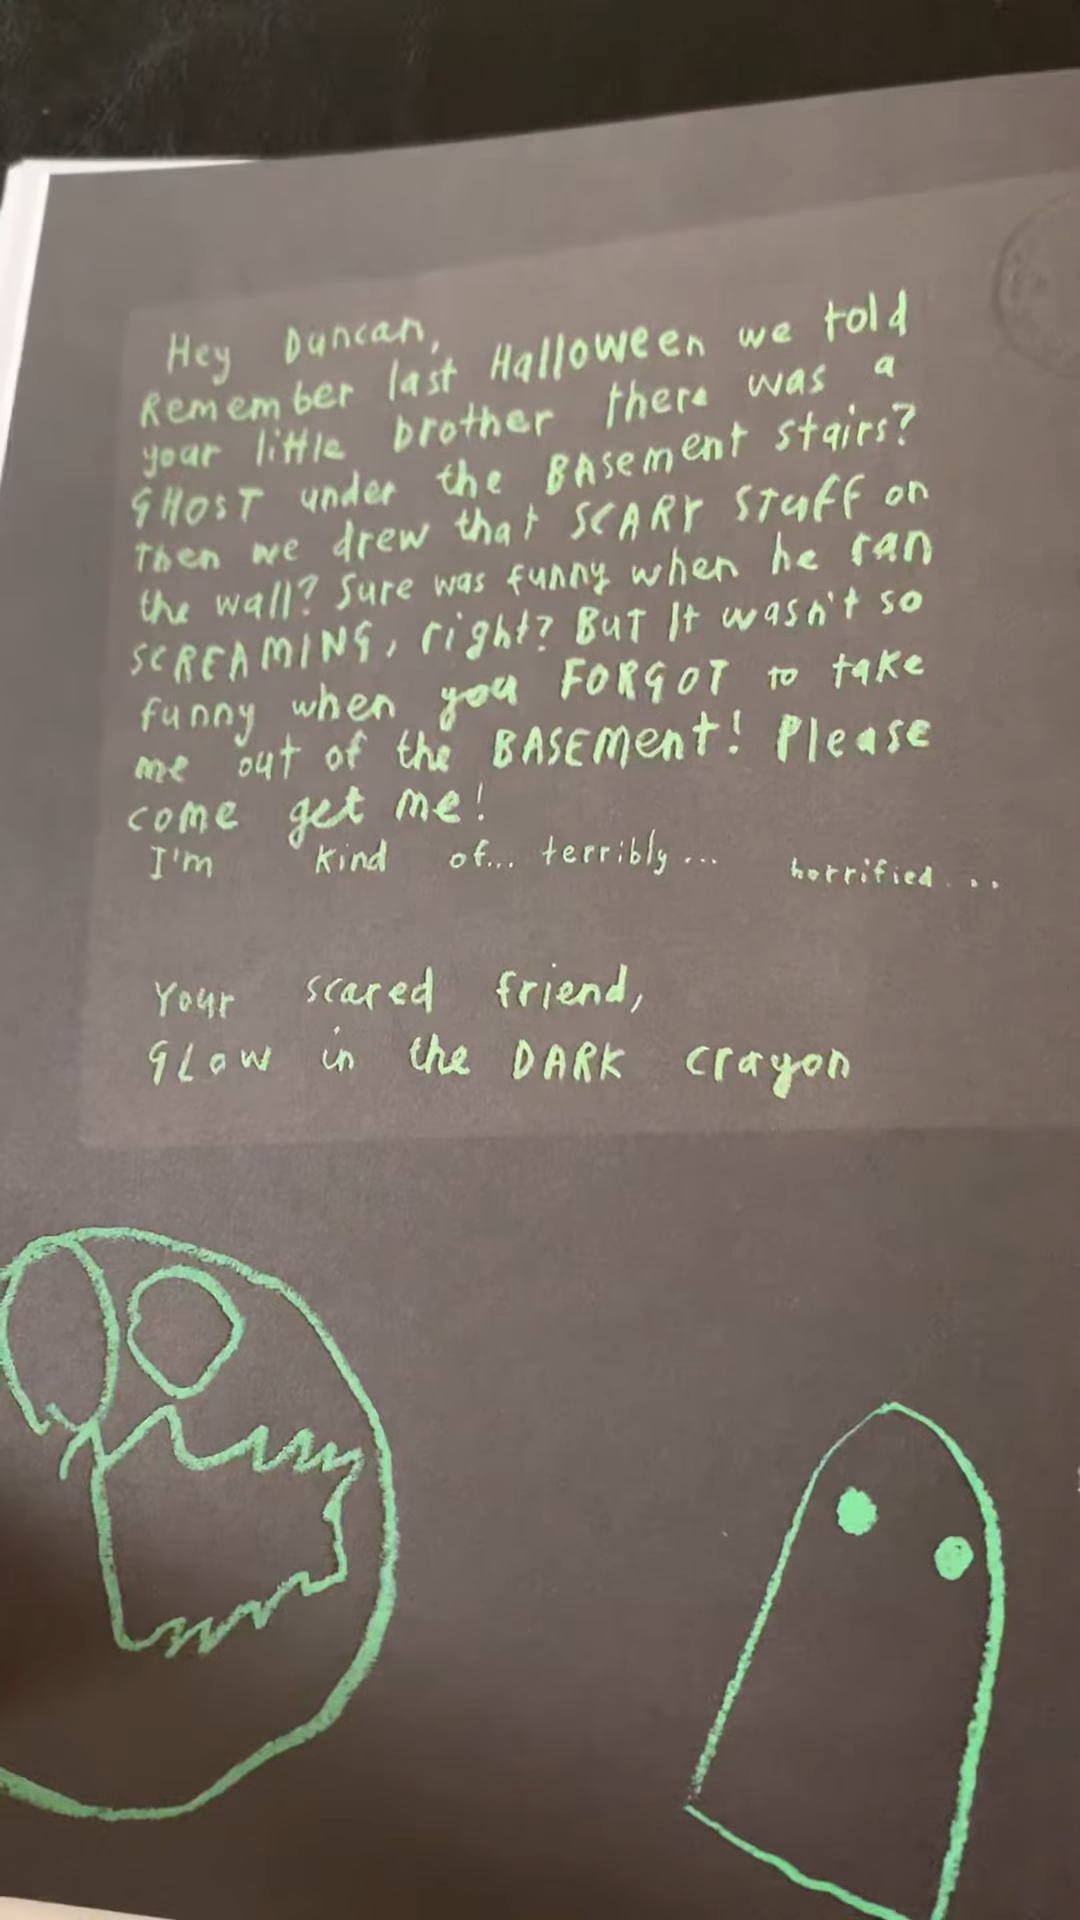 Hey Duncan,
Remember last Halloween we told
your little brother there was a
GHOST under the BAsement stairs?
Then we drew that SCARY STuFF on
the wall? Sure was funny when he ran
SCREAMING, right? But It wasn't so
funny when you FORGOT to take
me out of the BASEMent! Please
come get me!
I'm kind of... terribly... horrified...
Your scared friend,
GLow in the DARK crayon